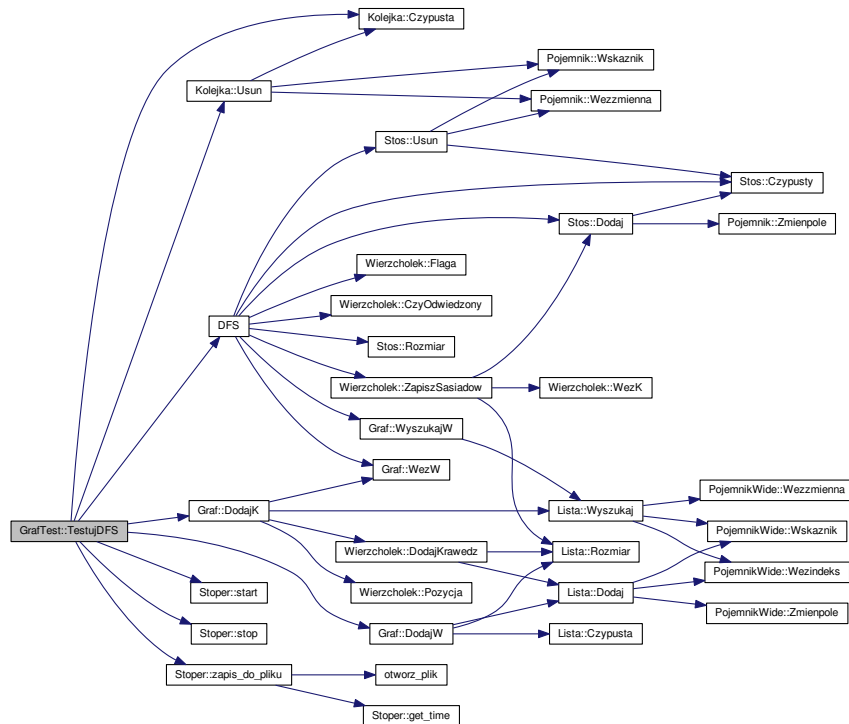 Kolejka::Czypusta
Pojemnik::Wskaznik
Kolejka::Usun
Pojemnik::Wezzmienna
Stos::Usun
Stos::Czypusty
Stos::Dodaj
Pojemnik::Zmienpole
Wierzcholek::Flaga
Wierzcholek::CzyOdwiedzony
DFS
Stos::Rozmiar
Wierzcholek::ZapiszSasiadow
Wierzcholek::WezK
Graf::WyszukajW
Graf::WezW
PojemnikWide::Wezzmienna
Graf::DodajK
Lista::Wyszukaj
GrafTest::TestujDFS
PojemnikWide::Wskaznik
Wierzcholek::DodajKrawedz
Lista::Rozmiar
PojemnikWide::Wezindeks
Stoper::start
Wierzcholek::Pozycja
Lista::Dodaj
PojemnikWide::Zmienpole
Stoper::stop
Graf::DodajW
Lista::Czypusta
Stoper::zapis_do_pliku
otworz_plik
Stoper::get_time